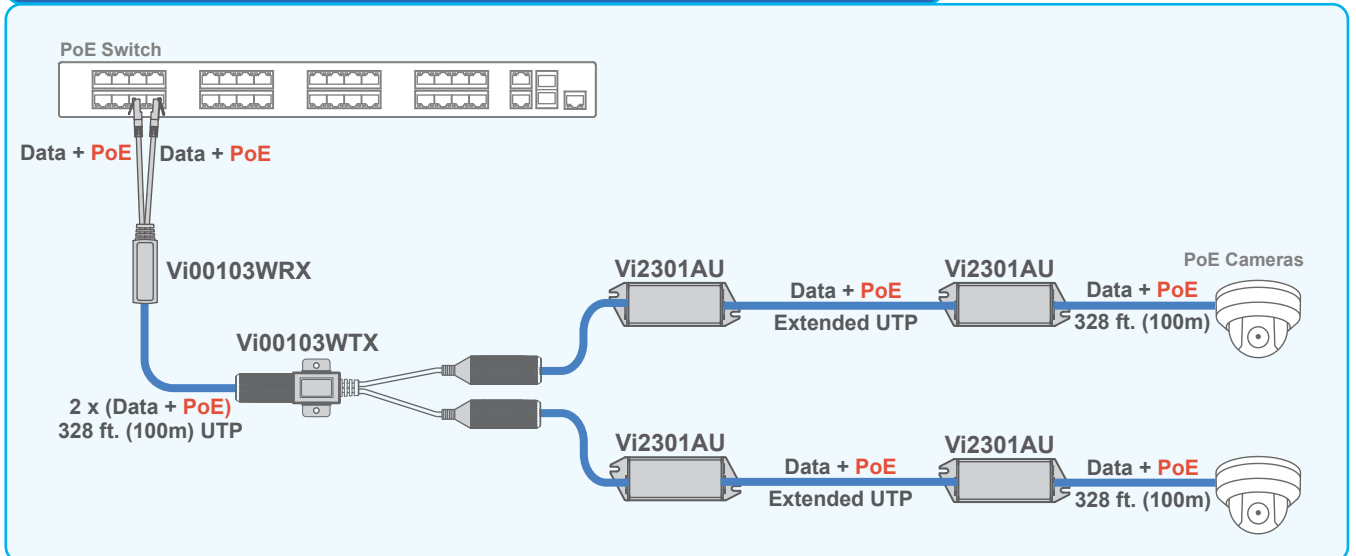 PoE Switch
Data + PoE
Data + PoE
Vi00103WRX
Vi00103WTX
2 x (Data + PoE)
328 ft. (100m) UTP
Vi2301AU
Data + PoE
Extended UTP
Vi2301AU
Data + PoE
328 ft. (100m)
PoE Cameras
Vi2301AU
Data + PoE
Extended UTP
Vi2301AU
Data + PoE
328 ft. (100m)